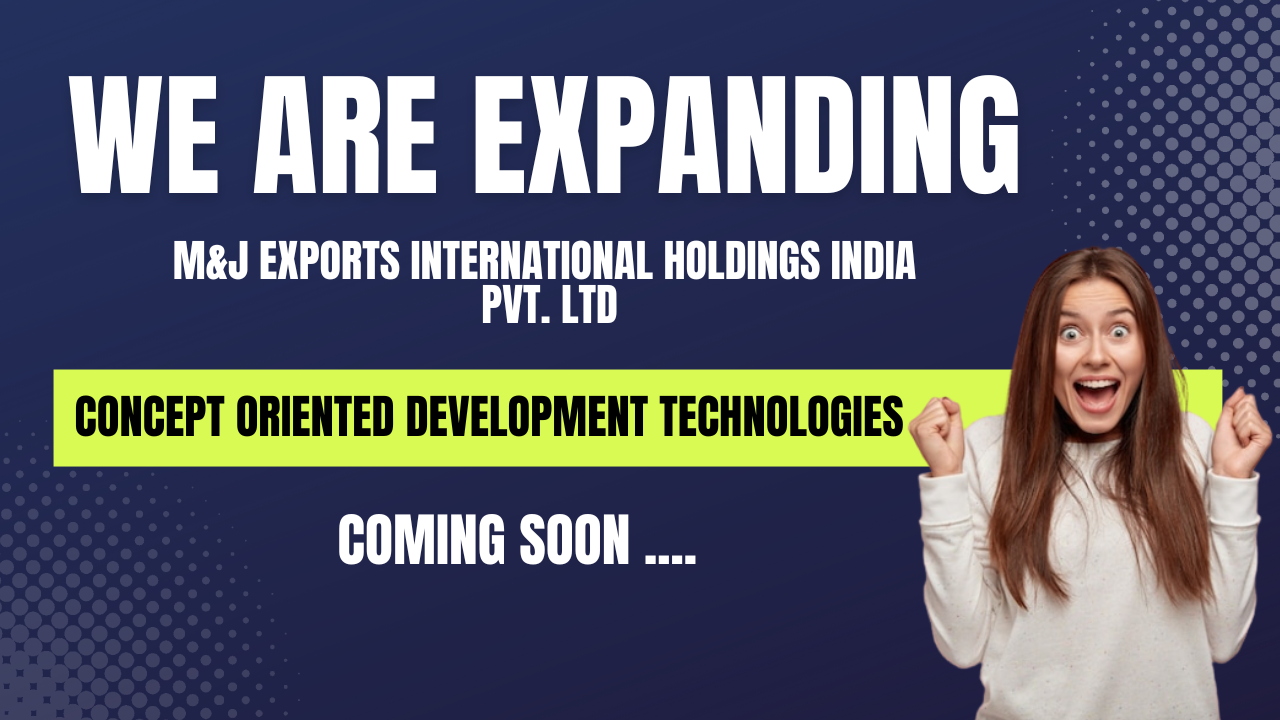 WE ARE EXPANDING
M&J EXPORTS INTERNATIONAL HOLDINGS INDIA
PVT. LTD
CONCEPT ORIENTED DEVELOPMENT TECHNOLOGIES
COMING SOON ....